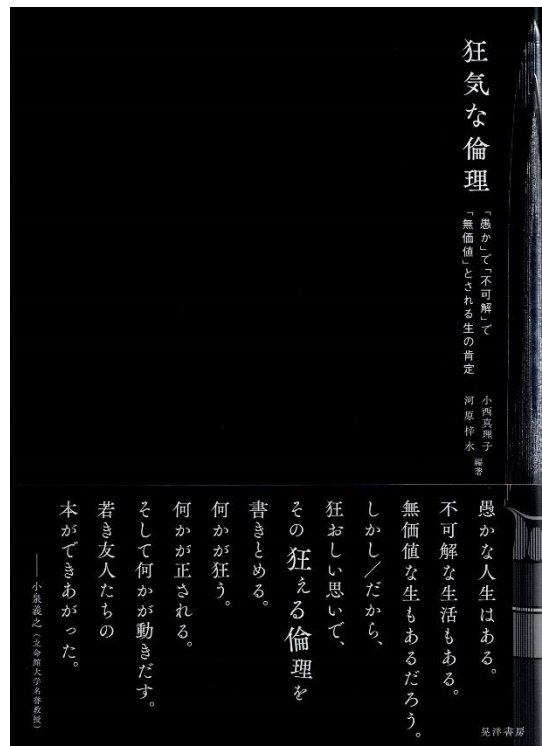 狂気な倫理
「愚か」で「不可解」で
「無価値」とされる生の肯定
小西真理子
河原梓水
編著
愚かな人生はある。
不可解な生活もある。
無価値な生もあるだろう。
しかし／だから、
狂おしい思いで、
その狂える倫理を
書きとめる。
何かが狂う。
何かが正される。
そして何かが動きだす。
若き友人たちの
本ができあがった。
――小泉義之（立命館大学名誉教授）
晃洋書房